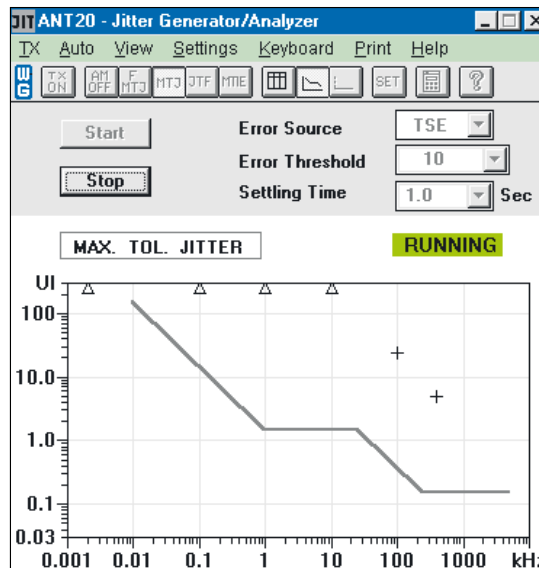 JIT ANT20 - Jitter Generator/Analyzer
TX Auto View Settings Keyboard Print Help
WG TX ON AM OFF F MTJ MTJ JTF MTIE SET ?
Start Error Source TSE
Error Threshold 10
Stop Settling Time 1.0 Sec
MAX. TOL. JITTER RUNNING
UI
100
10.0
1.0
0.1
0.03
0.001 0.01 0.1 1 10 100 1000 kHz